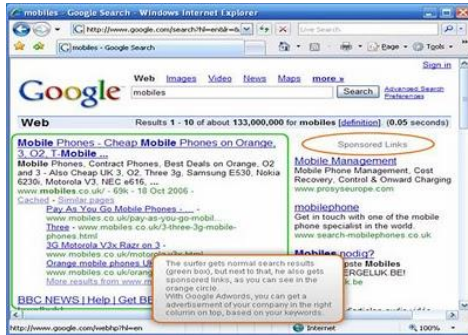 mobiles - Google Search - Windows Internet Explorer
http://www.google.com/search?hl=en&lr=&
Live Search
mobiles - Google Search
Page
Tools
Sign in
Google
Web Images Video News Maps more »
mobiles
Search
Advanced Search
Preferences
Web
Results 1 - 10 of about 133,000,000 for mobiles [definition]. (0.05 seconds)
Mobile Phones - Cheap Mobile Phones on Orange,
3, O2, T-Mobile ...
Mobile Phones, Contract Phones, Best Deals on Orange, O2
and 3 - Also Cheap UK 3, O2, Three 3g, Samsung E530, Nokia
6230i, Motorola V3, NEC e616, ...
www.mobiles.co.uk/ - 69k - 18 Oct 2006 -
Cached - Similar pages
Pay As You Go Mobile Phones - ... -
www.mobiles.co.uk/pay-as-you-go-mobil...
Three - www.mobiles.co.uk/three-3g-mobile-
phones.html
3G Motorola V3x Razr on 3 -
Orange mobile phones
www.mobiles.co.uk/orang
More results from www.m
BBC NEWS | Help | Get
Sponsored Links
Mobile Management
Mobile Phone Management, Cost
Recovery, Control & Onward Charging
www.prosyseurope.com
mobilephone
Get in touch with one of the mobile
phone specialist in the world.
www.search-mobilephones.co.uk
Mobiles nodig?
Mobiles
The surfer gets normal search results
(green box), but next to that, he also gets
sponsored links, as you can see in the
orange circle
With Google Adwords, you can get a
advertisement of your company in the right
column on top, based on your keywords.
http://www.google.com/webhp?hl=en
Internet
100%